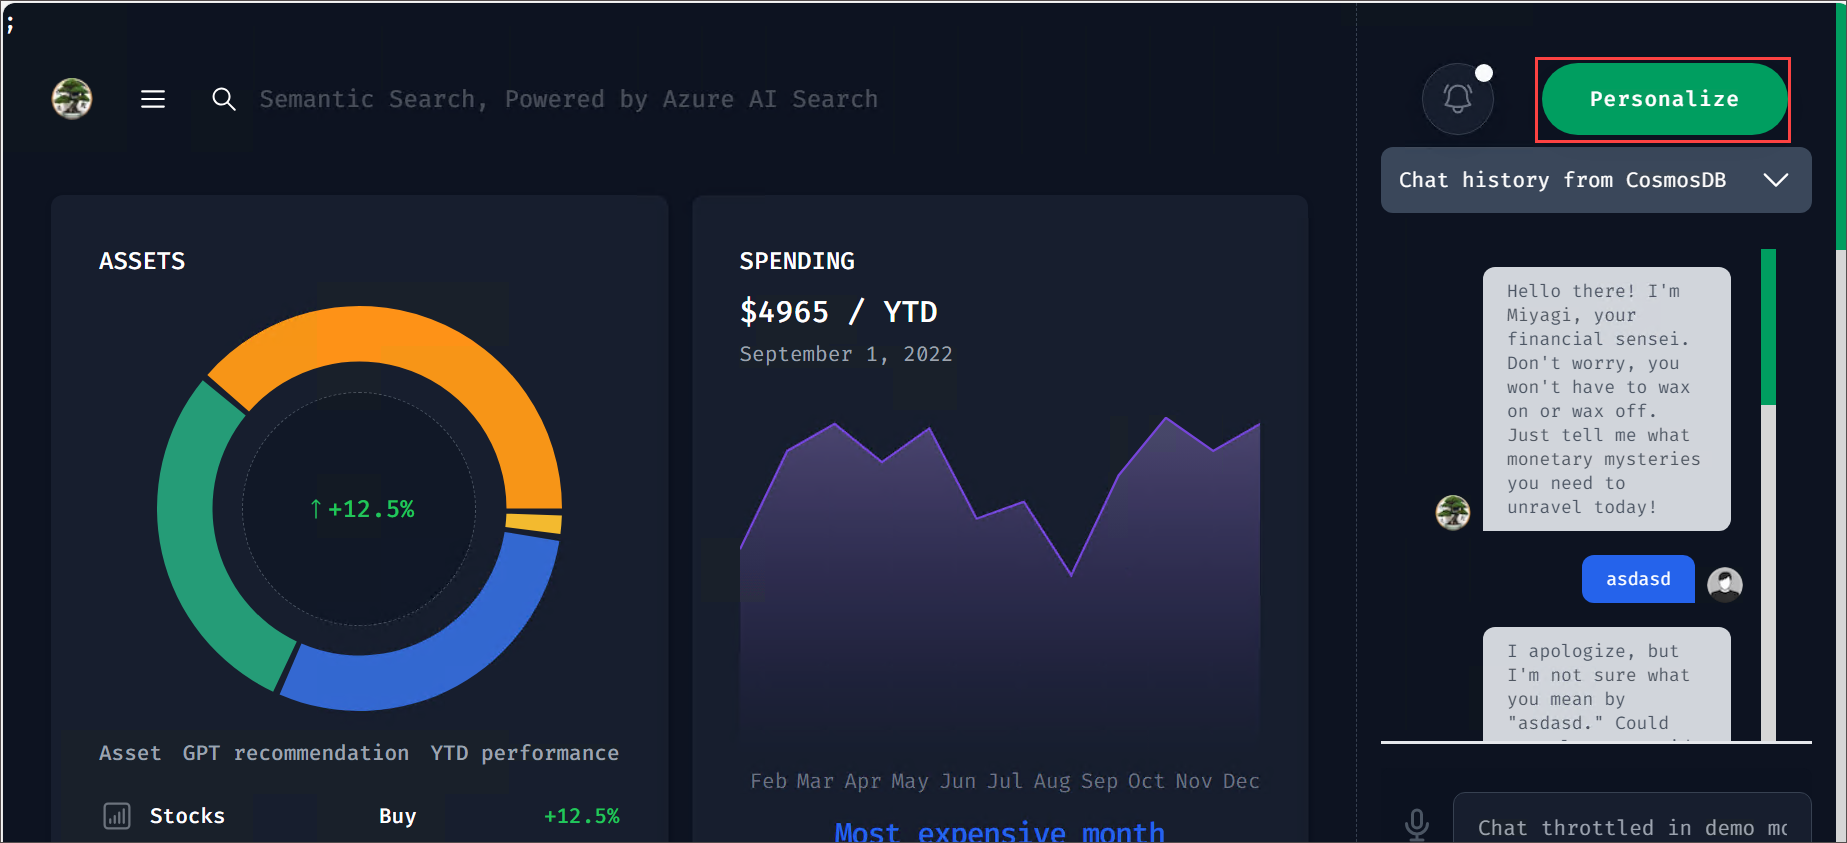 ;
Semantic Search, Powered by Azure AI Search
Personalize
Chat history from CosmosDB
ASSETS
↑+12.5%
Asset GPT recommendation YTD performance
Stocks Buy +12.5%
SPENDING
$4965 / YTD
September 1, 2022
Feb Mar Apr May Jun Jul Aug Sep Oct Nov Dec
Most expensive month
Hello there! I'm
Miyagi, your
financial sensei.
Don't worry, you
won't have to wax
on or wax off.
Just tell me what
monetary mysteries
you need to
unravel today!
asdasd
I apologize, but
I'm not sure what
you mean by
"asdasd." Could
Chat throttled in demo